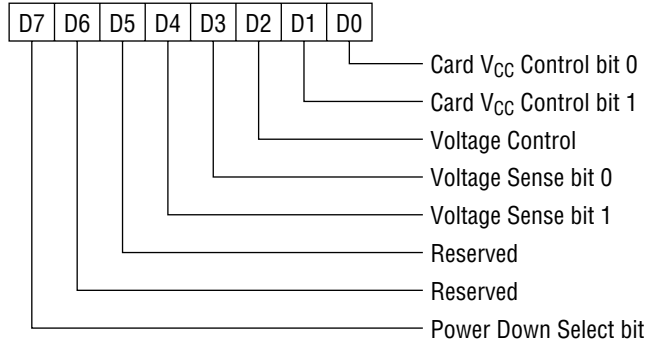 D7 D6 D5 D4 D3 D2 D1 D0
Card VCC Control bit 0
Card VCC Control bit 1
Voltage Control
Voltage Sense bit 0
Voltage Sense bit 1
Reserved
Reserved
Power Down Select bit